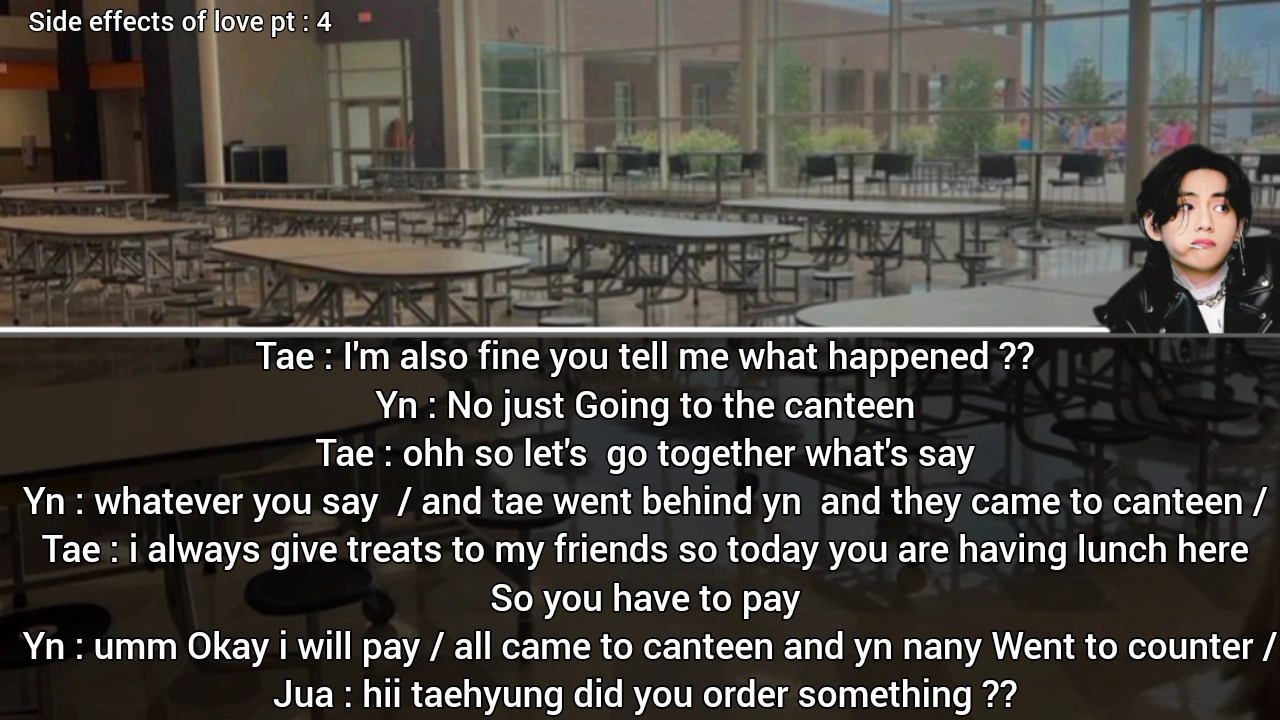 Side effects of love pt : 4
Tae : I'm also fine you tell me what happened ??
Yn : No just Going to the canteen
Tae : ohh so let's  go together what's say
Yn : whatever you say  / and tae went behind yn  and they came to canteen /
Tae : i always give treats to my friends so today you are having lunch here
So you have to pay
Yn : umm Okay i will pay / all came to canteen and yn nany Went to counter /
Jua : hii taehyung did you order something ??